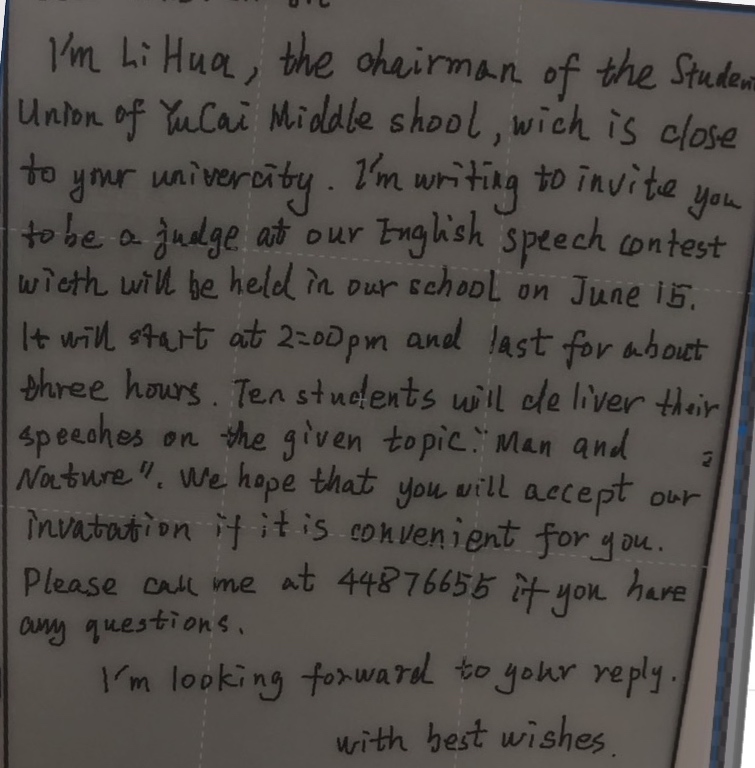 I'm Li Hua, the chairman of the Studen
Union of YuCai Middle shool, wich is close
to your univercity. I'm writing to invite you
to be a judge at our English speech contest
wicth will be held in our school on June 15.
It will start at 2:00pm and last for about
three hours. Ten students will deliver their
speeches on the given topic: "Man and
Nature". We hope that you will accept our
invatation if it is convenient for you.
Please call me at 44876655 if you have
any questions.
I'm looking forward to your reply.
with best wishes.